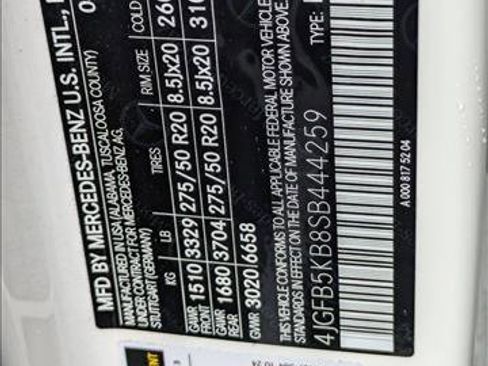 MFD BY MERCEDES-BENZ U.S. INTL.,
MANUFACTURED IN USA (ALABAMA, TUSCALOOSA COUNTY)
UNDER CONTRACT FOR MERCEDES-BENZ AG,
STUTTGART (GERMANY)
KG LB TIRES RIM SIZE COLD
GAWR FRONT 1510 3329 275/50 R20 8.5Jx20 260
GAWR REAR 1680 3704 275/50 R20 8.5Jx20 310
GVWR 3020 6658
THIS VEHICLE CONFORMS TO ALL APPLICABLE FEDERAL MOTOR VEHICLE
STANDARDS IN EFFECT ON THE DATE OF MANUFACTURE SHOWN ABOVE.
4JGFB5KB8SB444259 TYPE:
A 000 817 52 04